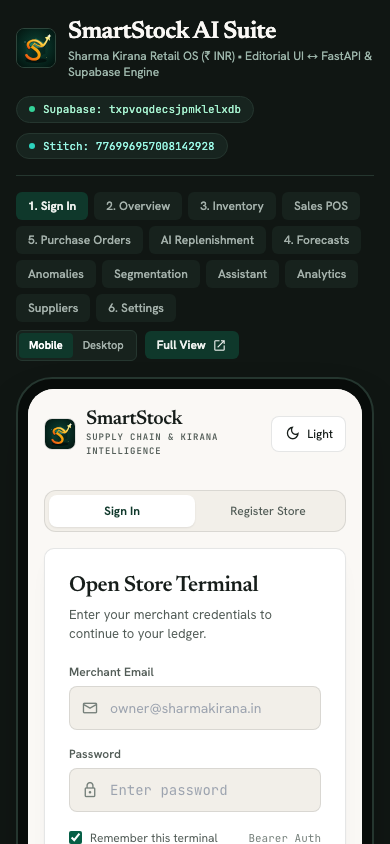 SmartStock AI Suite
Sharma Kirana Retail OS (₹ INR) • Editorial UI ↔ FastAPI &
Supabase Engine
Supabase: txpvoqdecsjpmklelxdb
Stitch: 776996957008142928
1. Sign In 2. Overview 3. Inventory Sales POS
5. Purchase Orders AI Replenishment 4. Forecasts
Anomalies Segmentation Assistant Analytics
Suppliers 6. Settings
Mobile Desktop Full View
SmartStock
SUPPLY CHAIN & KIRANA
INTELLIGENCE
Light
Sign In Register Store
Open Store Terminal
Enter your merchant credentials to
continue to your ledger.
Merchant Email
owner@sharmakirana.in
Password
Enter password
Remember this terminal Bearer Auth